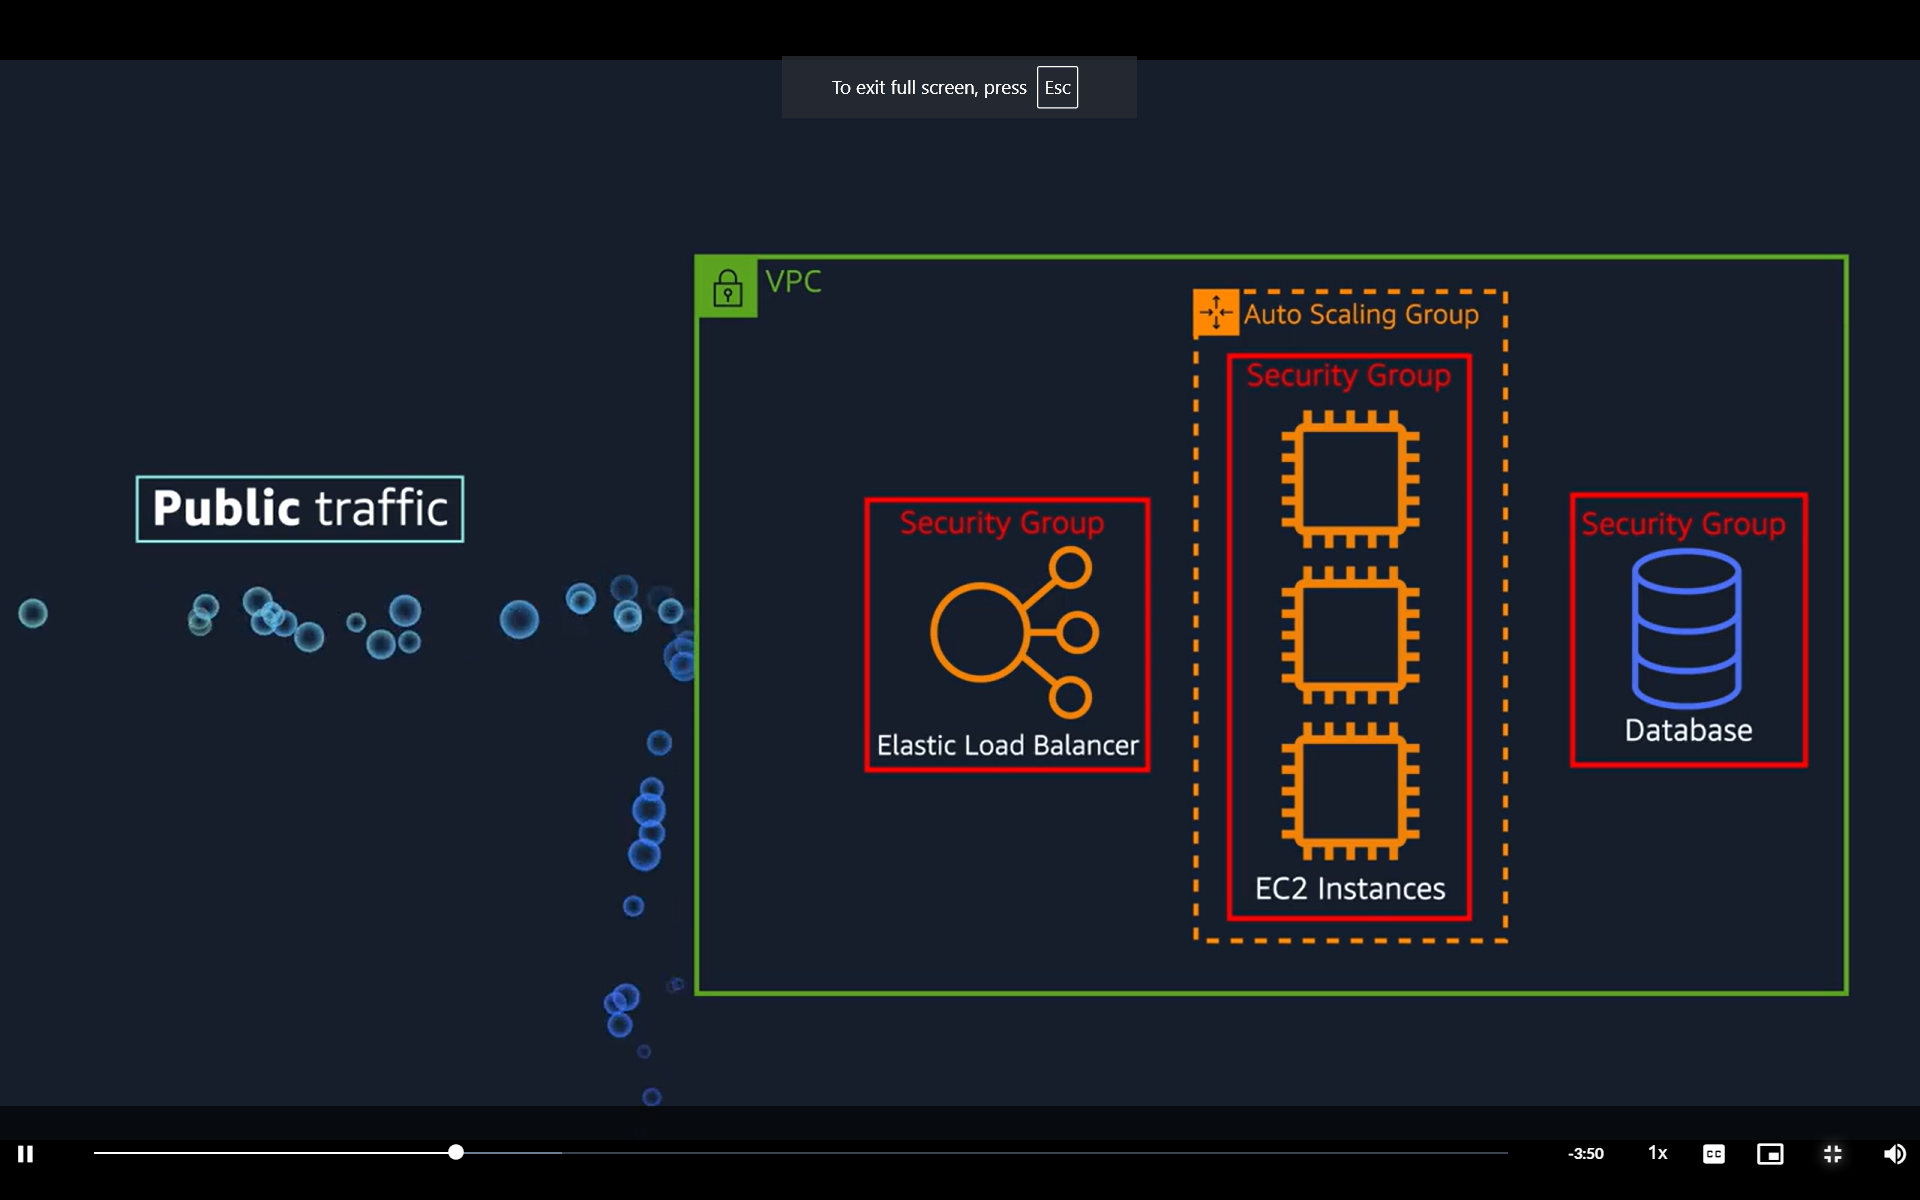 To exit full screen, press Esc
VPC
Auto Scaling Group
Security Group
Public traffic
Security Group
Security Group
Elastic Load Balancer
Database
EC2 Instances
-3:50
1x
CC